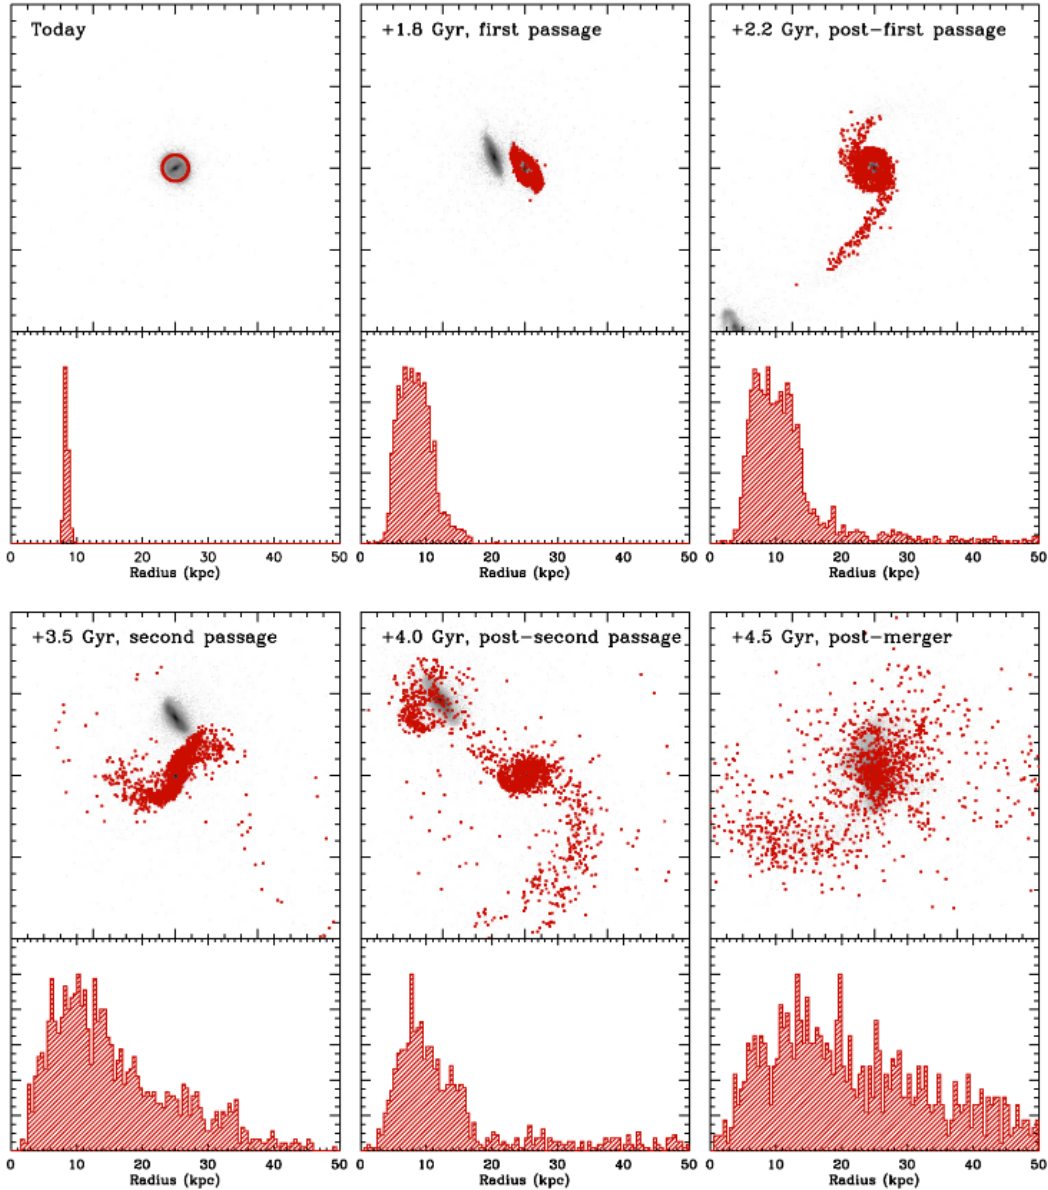 Today
+1.8 Gyr, first passage
+2.2 Gyr, post-first passage
0 10 20 30 40 50
Radius (kpc)
0 10 20 30 40 50
Radius (kpc)
0 10 20 30 40 50
Radius (kpc)
+3.5 Gyr, second passage
+4.0 Gyr, post-second passage
+4.5 Gyr, post-merger
0 10 20 30 40 50
Radius (kpc)
0 10 20 30 40 50
Radius (kpc)
0 10 20 30 40 50
Radius (kpc)